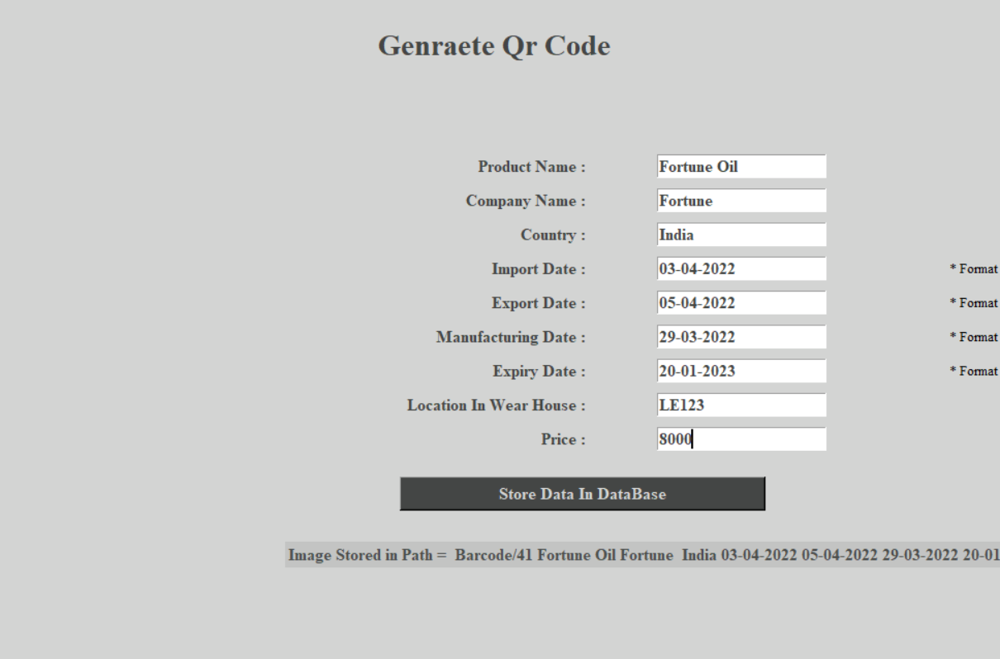 Genraete Qr Code
Product Name : Fortune Oil
Company Name : Fortune
Country : India
Import Date : 03-04-2022 * Format
Export Date : 05-04-2022 * Format
Manufacturing Date : 29-03-2022 * Format
Expiry Date : 20-01-2023 * Format
Location In Wear House : LE123
Price : 8000
Store Data In DataBase
Image Stored in Path = Barcode/41 Fortune Oil Fortune India 03-04-2022 05-04-2022 29-03-2022 20-01